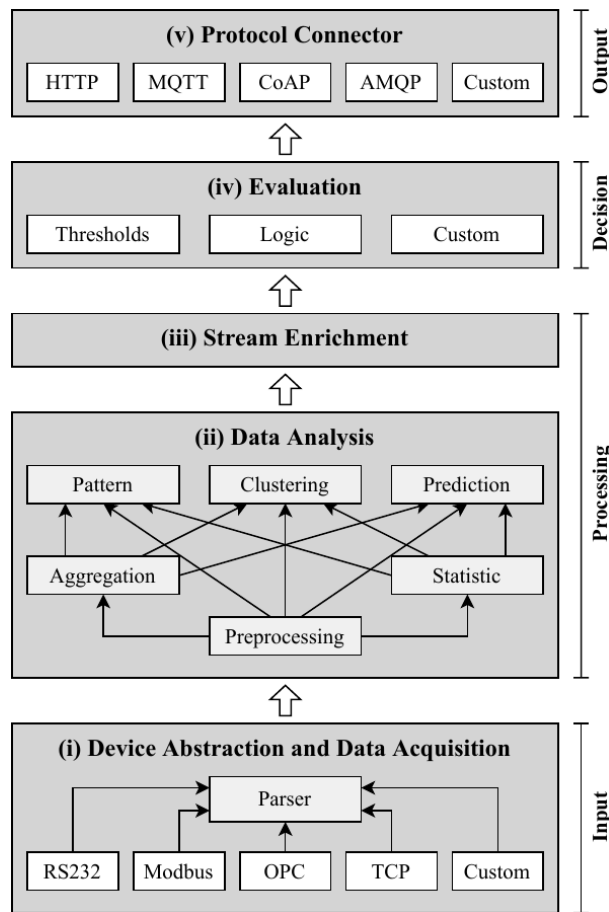 (v) Protocol Connector
HTTP
MQTT
CoAP
AMQP
Custom
Output
(iv) Evaluation
Thresholds
Logic
Custom
Decision
(iii) Stream Enrichment
(ii) Data Analysis
Pattern
Clustering
Prediction
Aggregation
Statistic
Preprocessing
Processing
(i) Device Abstraction and Data Acquisition
Parser
RS232
Modbus
OPC
TCP
Custom
Input